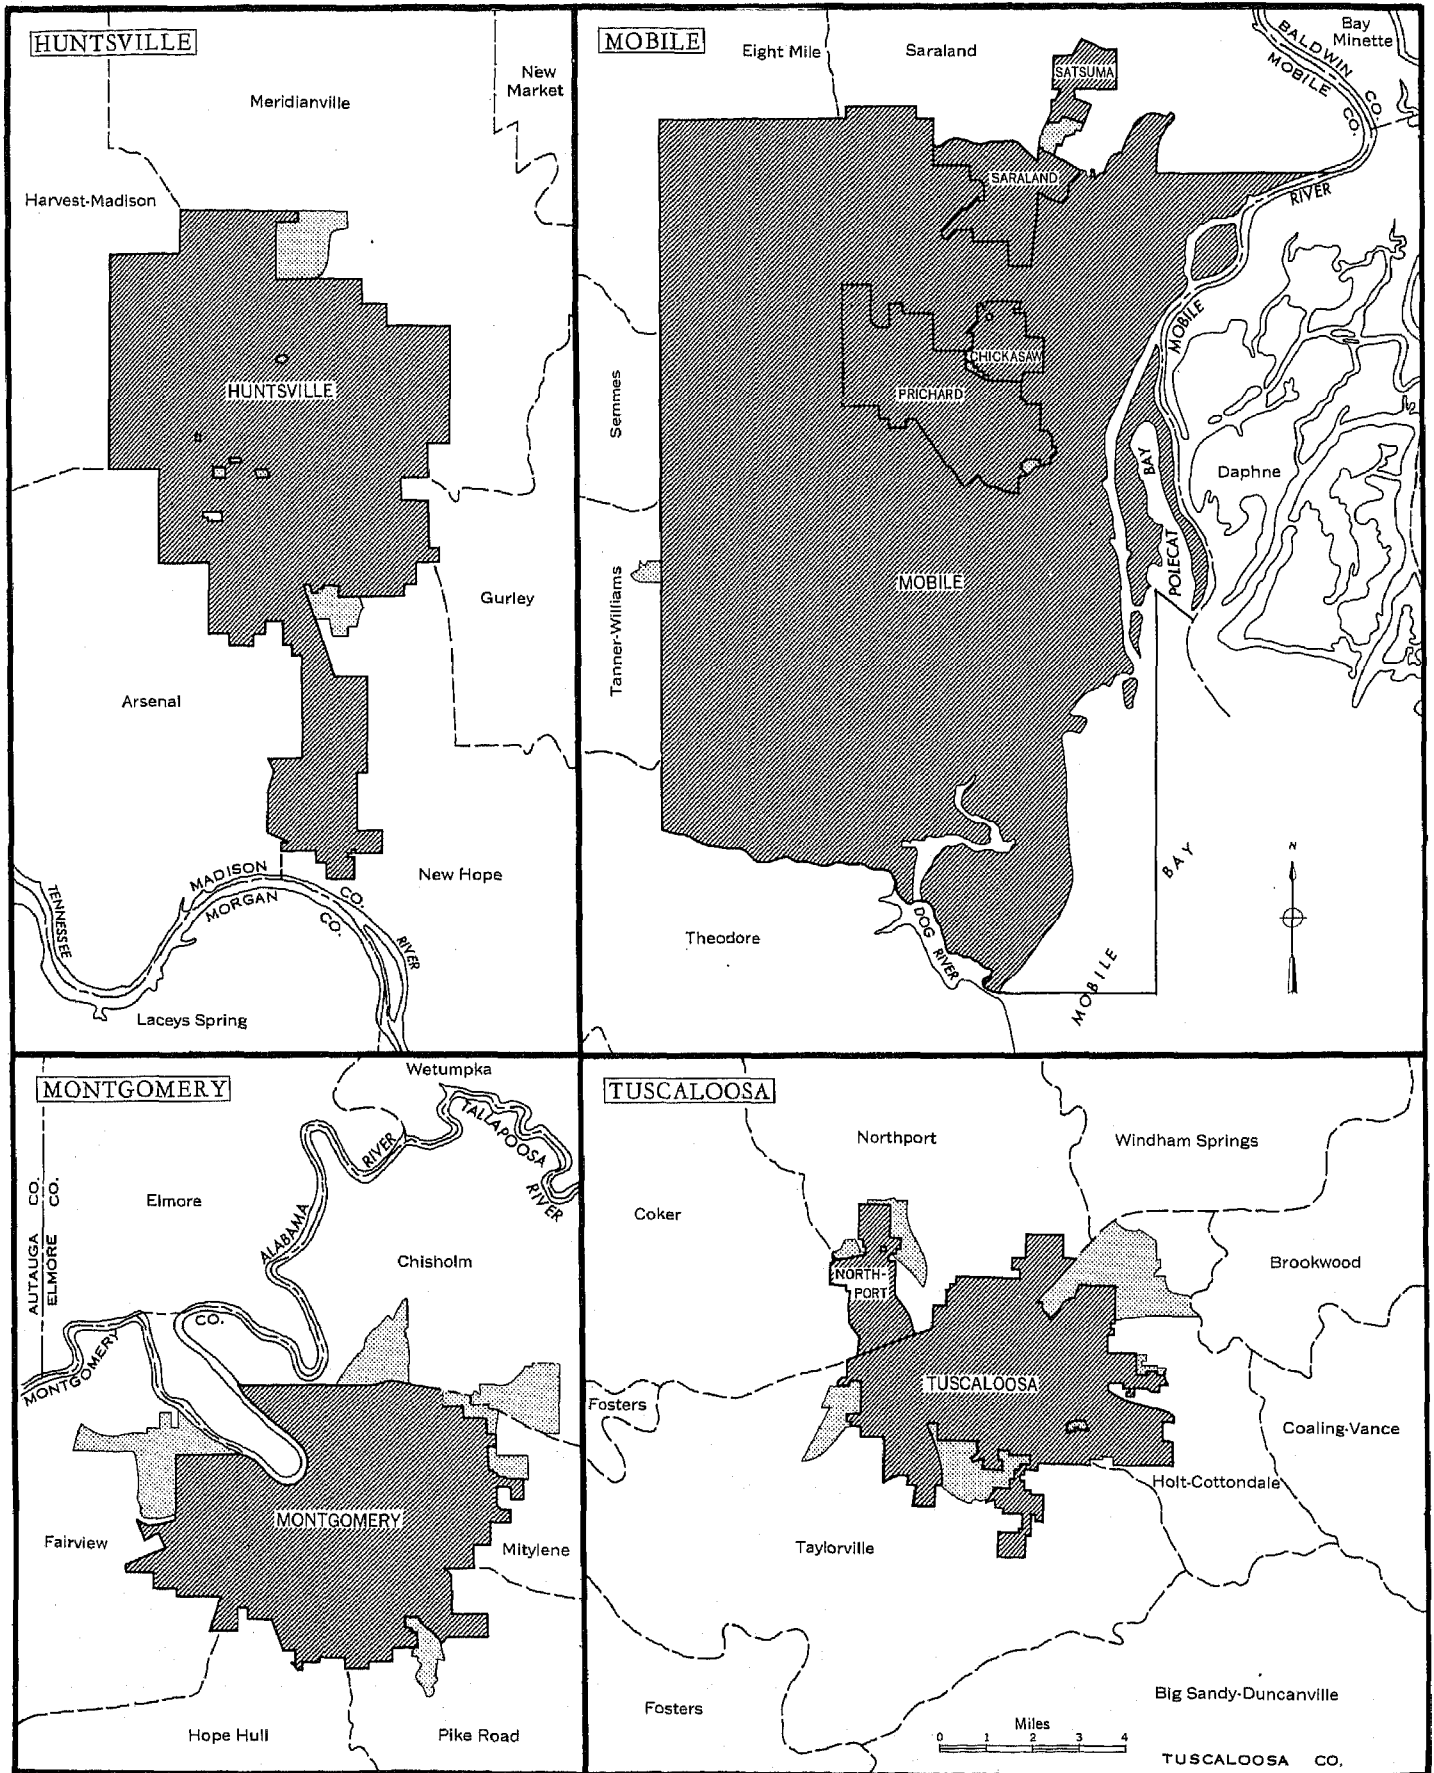 HUNTSVILLE
Meridianville
New
Market
Harvest-Madison
HUNTSVILLE
Gurley
Arsenal
New Hope
MADISON CO.
MORGAN CO.
TENNESSEE
RIVER
Laceys Spring
MOBILE
Eight Mile
Saraland
SATSUMA
Bay
Minette
BALDWIN CO.
MOBILE CO.
SARALAND
RIVER
MOBILE
CHICKASAW
PRICHARD
Semmes
Daphne
POLECAT BAY
MOBILE
Tanner-Williams
Theodore
DOG RIVER
MOBILE BAY
N
MONTGOMERY
Wetumpka
TALLAPOOSA
RIVER
RIVER
ALABAMA
Elmore
AUTAUGA CO.
ELMORE CO.
Chisholm
MONTGOMERY CO.
MONTGOMERY
Fairview
Mitylene
Hope Hull
Pike Road
TUSCALOOSA
Northport
Windham Springs
Coker
Brookwood
NORTH-
PORT
TUSCALOOSA
Fosters
Coaling-Vance
Holt-Cottondale
Taylorville
Fosters
Big Sandy-Duncanville
Miles
0 1 2 3 4
TUSCALOOSA CO.